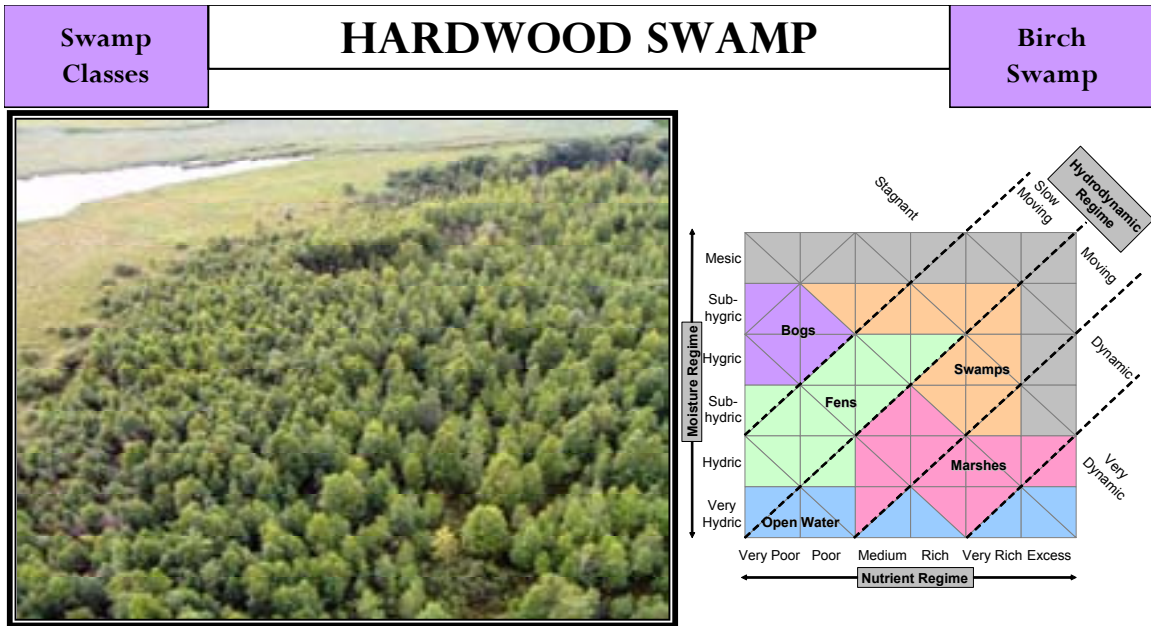 Swamp
Classes
HARDWOOD SWAMP
Birch
Swamp
Hydrodynamic
Regime
Stagnant
Slow
Moving
Moving
Dynamic
Very
Dynamic
Moisture Regime
Mesic
Sub-
hygric
Hygric
Sub-
hydric
Hydric
Very
Hydric
Bogs
Swamps
Fens
Marshes
Open Water
Very Poor Poor Medium Rich Very Rich Excess
Nutrient Regime